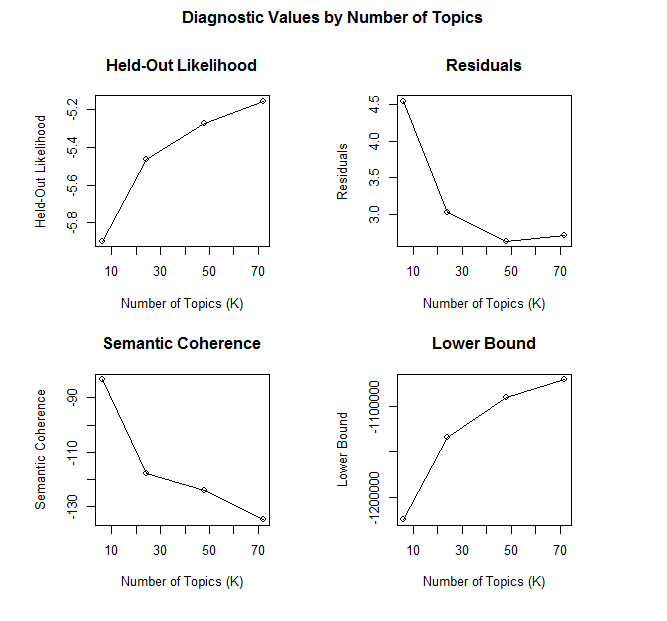 Diagnostic Values by Number of Topics
Held-Out Likelihood
Held-Out Likelihood
-5.8 -5.6 -5.4 -5.2
10 30 50 70
Number of Topics (K)
Residuals
Residuals
3.0 3.5 4.0 4.5
10 30 50 70
Number of Topics (K)
Semantic Coherence
Semantic Coherence
-130 -110 -90
10 30 50 70
Number of Topics (K)
Lower Bound
Lower Bound
-1200000 -1100000
10 30 50 70
Number of Topics (K)